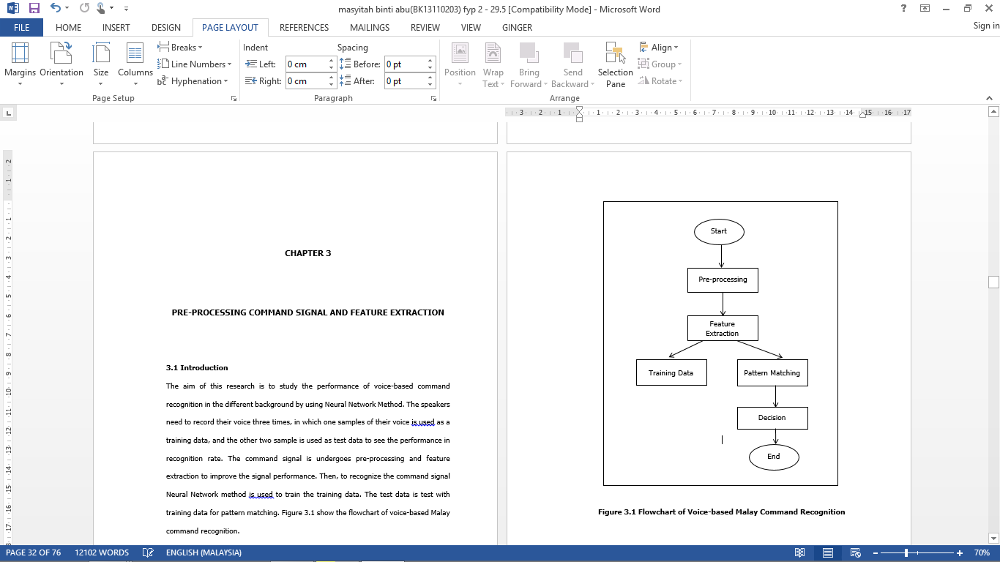 masyitah binti abu(BK13110203) fyp 2 - 29.5 [Compatibility Mode] - Microsoft Word
FILE HOME INSERT DESIGN PAGE LAYOUT REFERENCES MAILINGS REVIEW VIEW GINGER Sign in
Margins Orientation Size Columns
Breaks
Line Numbers
Hyphenation
Page Setup
Indent Spacing
Left: 0 cm Before: 0 pt
Right: 0 cm After: 0 pt
Paragraph
Position Wrap Text Bring Forward Send Backward Selection Pane
Align
Group
Rotate
Arrange
3 2 1 1 2 3 4 5 6 7 8 9 10 11 12 13 14 15 16 17
2 1 1 2 3 4 5 6 7 8 9 10 11 12 13 14 15 16 17
CHAPTER 3
PRE-PROCESSING COMMAND SIGNAL AND FEATURE EXTRACTION
3.1 Introduction
The aim of this research is to study the performance of voice-based command
recognition in the different background by using Neural Network Method. The speakers
need to record their voice three times, in which one samples of their voice is used as a
training data, and the other two sample is used as test data to see the performance in
recognition rate. The command signal is undergoes pre-processing and feature
extraction to improve the signal performance. Then, to recognize the command signal
Neural Network method is used to train the training data. The test data is test with
training data for pattern matching. Figure 3.1 show the flowchart of voice-based Malay
command recognition.
Start
Pre-processing
Feature
Extraction
Training Data Pattern Matching
Decision
End
Figure 3.1 Flowchart of Voice-based Malay Command Recognition
PAGE 32 OF 76 12102 WORDS ENGLISH (MALAYSIA) 70%